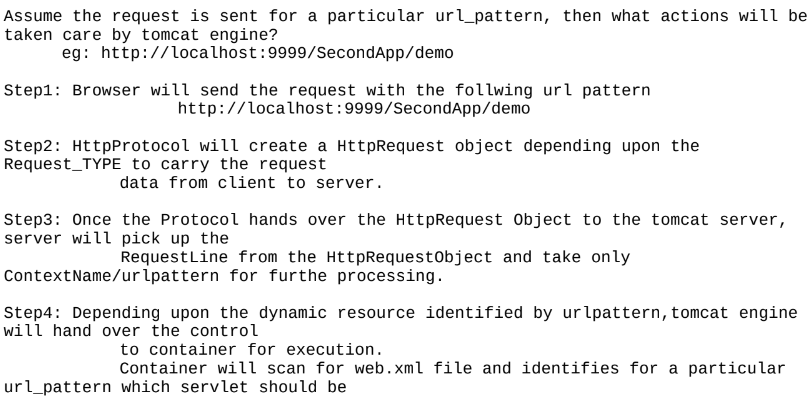 Assume the request is sent for a particular url_pattern, then what actions will be
taken care by tomcat engine?
eg: http://localhost:9999/SecondApp/demo
Step1: Browser will send the request with the follwing url pattern
http://localhost:9999/SecondApp/demo
Step2: HttpProtocol will create a HttpRequest object depending upon the
Request_TYPE to carry the request
data from client to server.
Step3: Once the Protocol hands over the HttpRequest Object to the tomcat server,
server will pick up the
RequestLine from the HttpRequestObject and take only
ContextName/urlpattern for furthe processing.
Step4: Depending upon the dynamic resource identified by urlpattern,tomcat engine
will hand over the control
to container for execution.
Container will scan for web.xml file and identifies for a particular
url_pattern which servlet should be